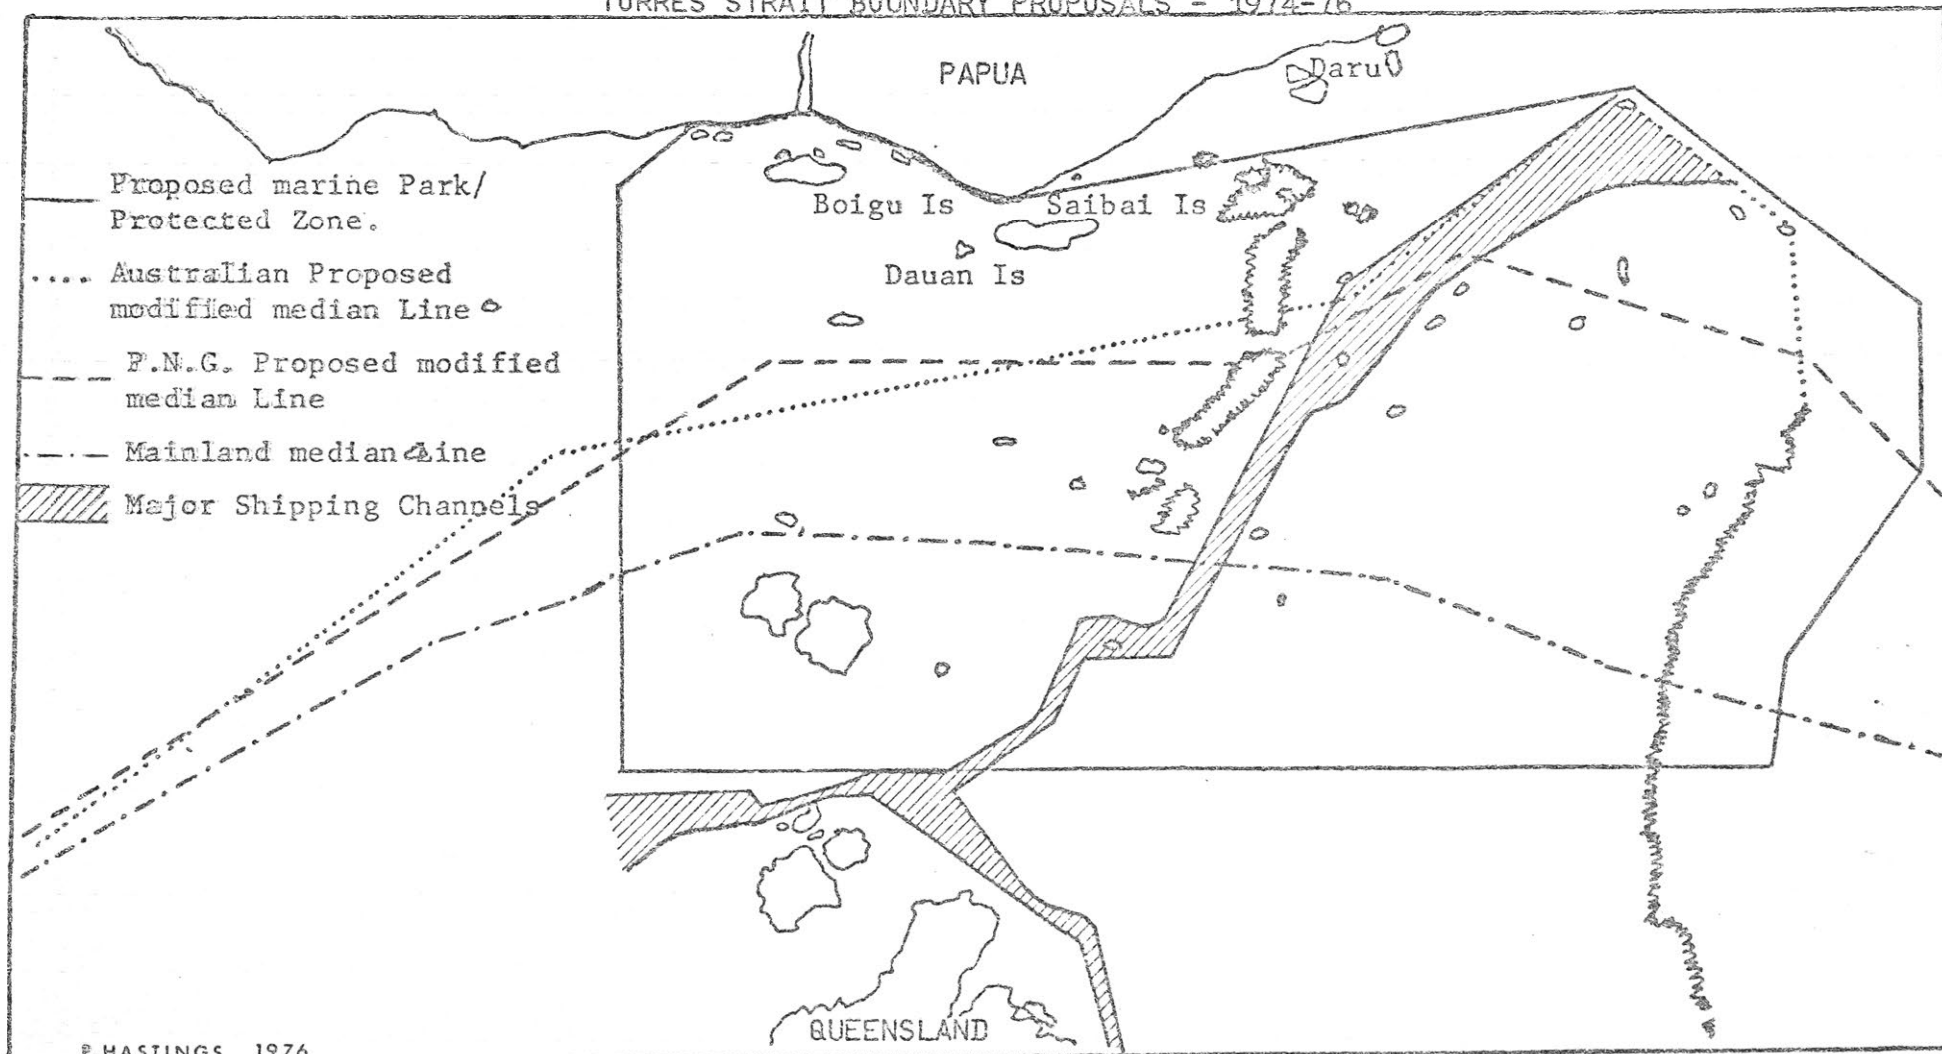 TORRES STRAIT BOUNDARY PROPOSALS - 1974-76
PAPUA
Daru
Proposed marine Park/
Protected Zone.
Boigu Is
Saibai Is
Dauan Is
Australian Proposed
modified median Line
P.N.G. Proposed modified
median Line
Mainland median Line
Major Shipping Channels
QUEENSLAND
P HASTINGS 1976